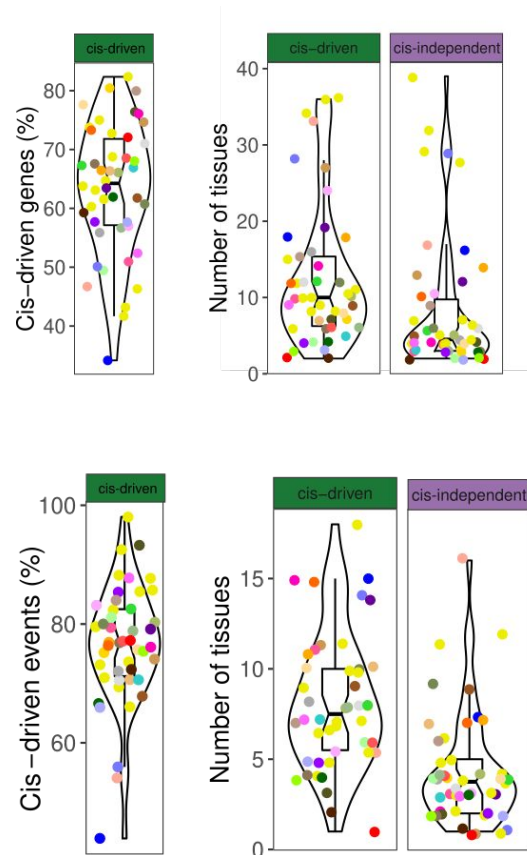 cis-driven
Cis−driven genes (%)
80
70
60
50
40
cis−driven
cis-independent
Number of tissues
40
30
20
10
0
cis-driven
Cis−driven events (%)
100
80
60
cis−driven
cis-independent
Number of tissues
15
10
5
0